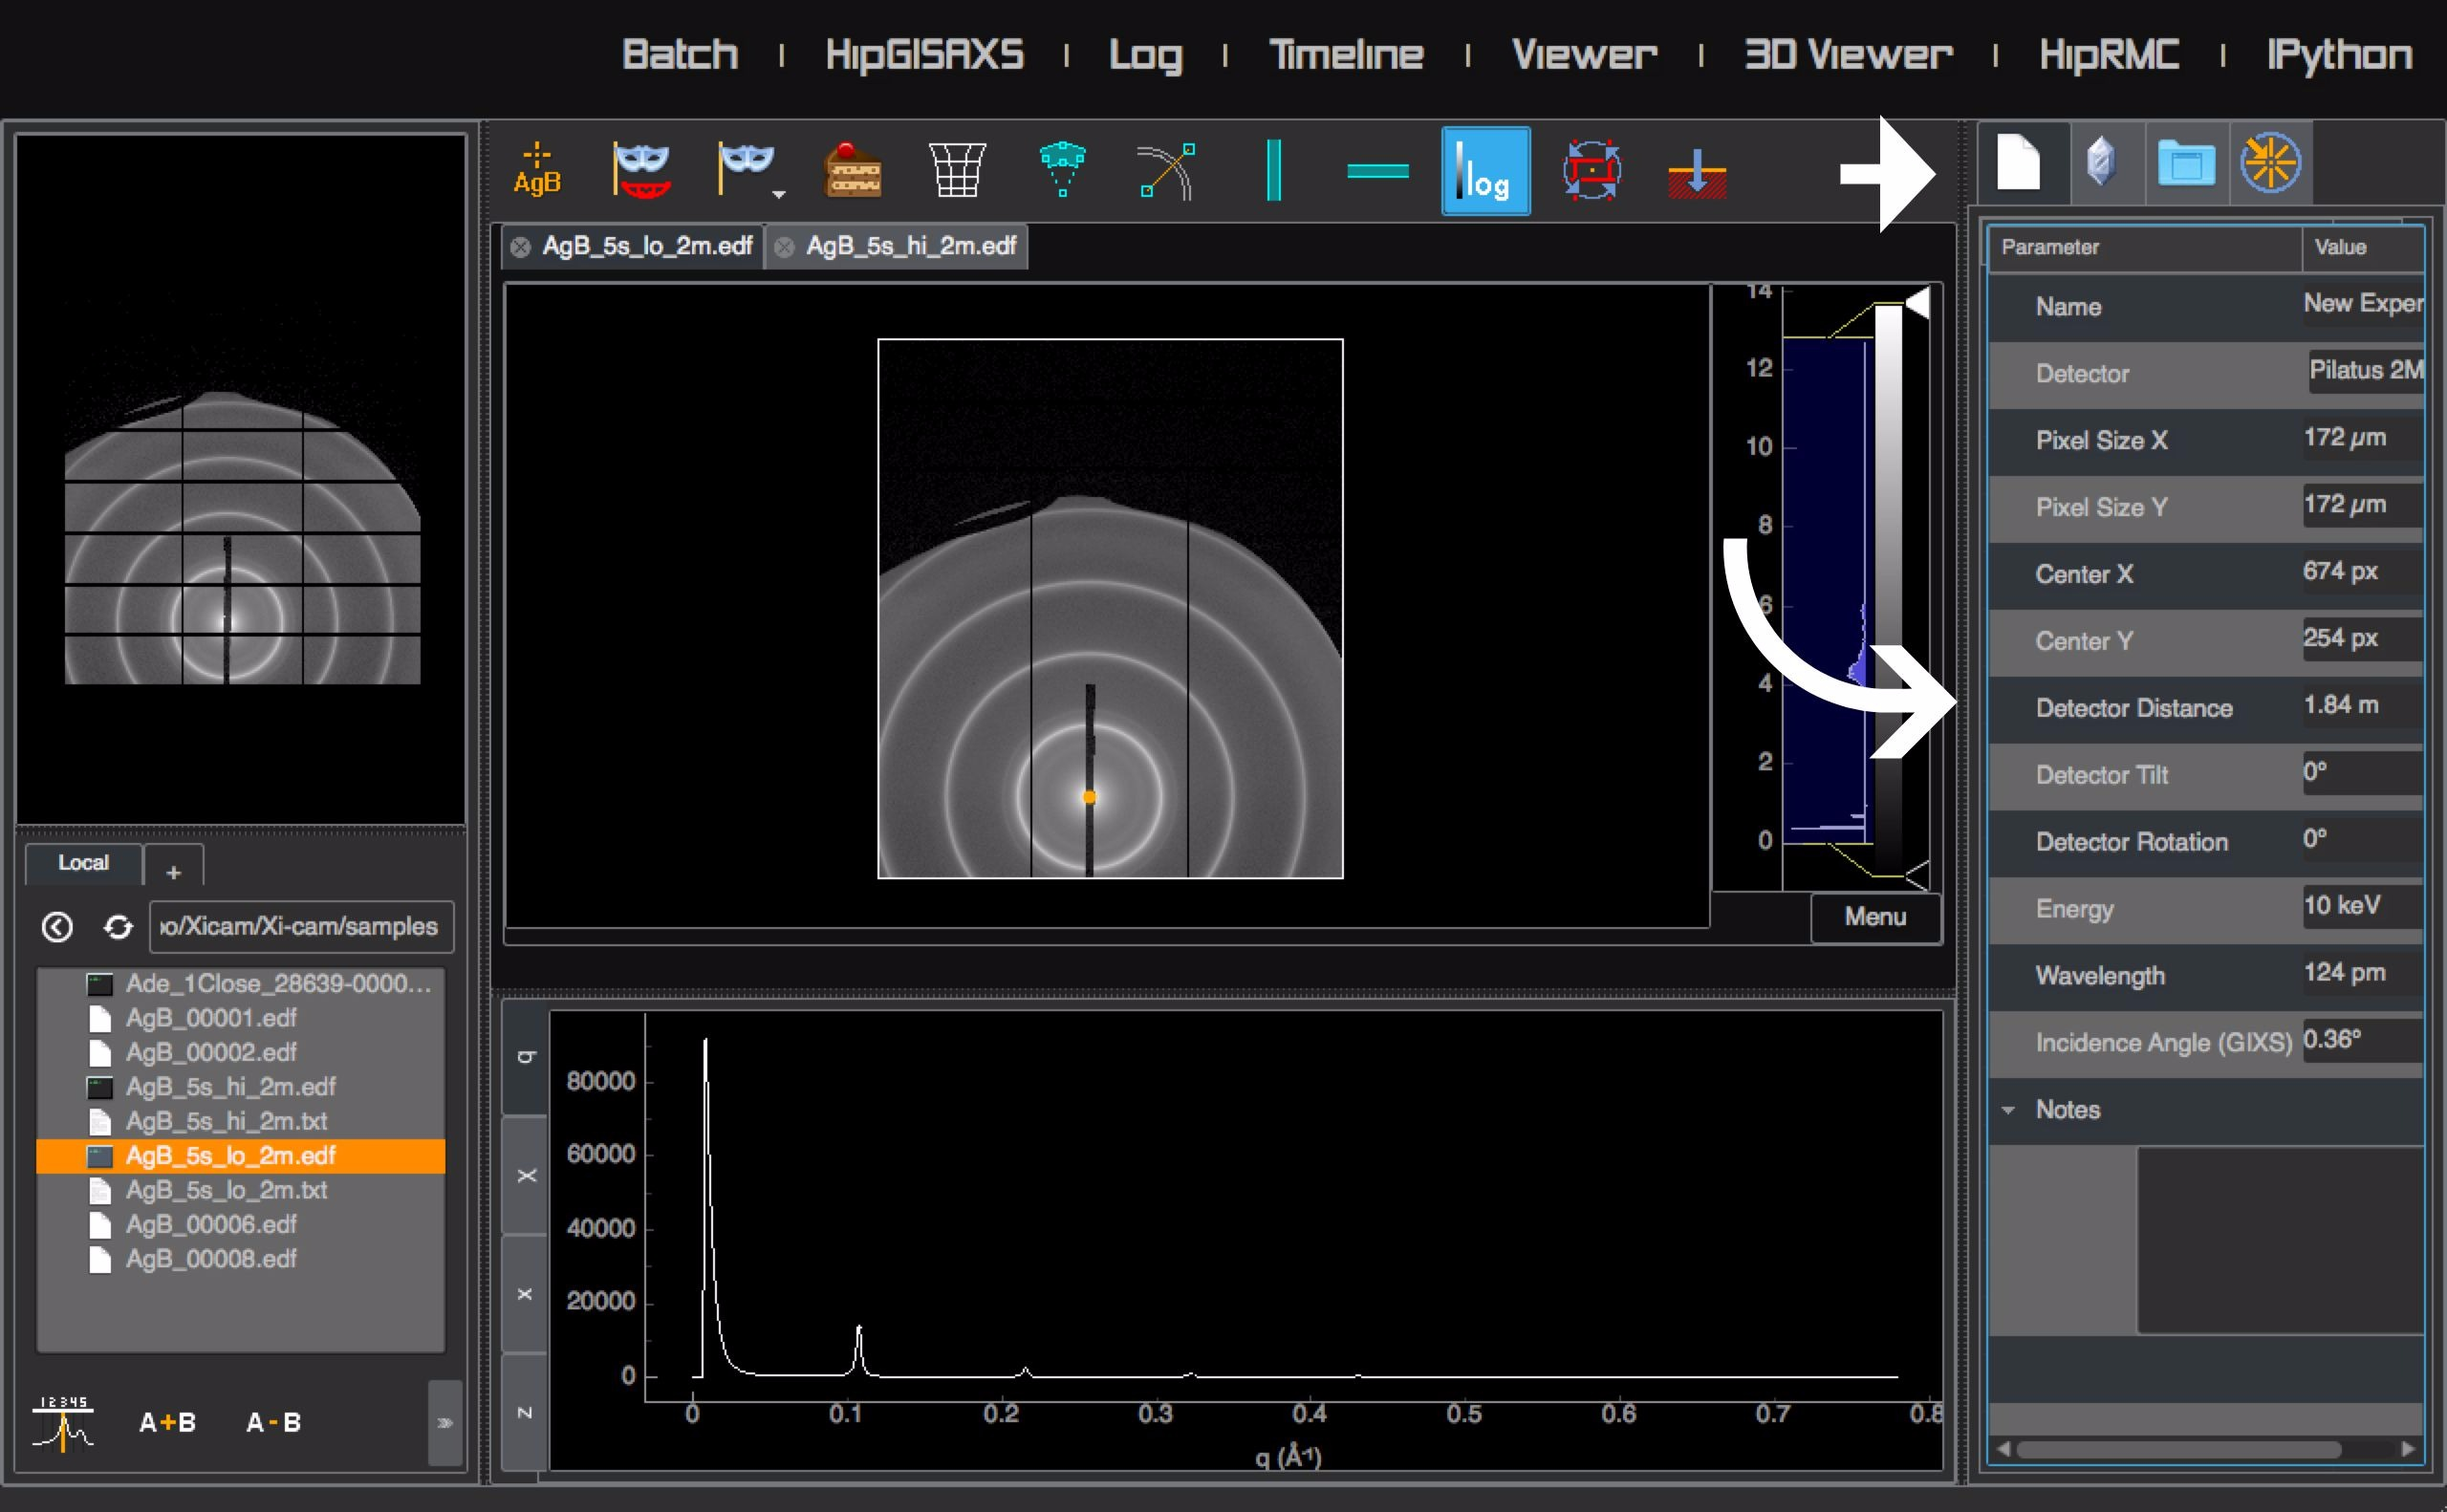 Batch | HipGISAXS | Log | Timeline | Viewer | 3D Viewer | HipRMC | IPython
AgB
log
AgB_5s_lo_2m.edf
AgB_5s_hi_2m.edf
14
12
10
8
6
4
2
0
Menu
Parameter Value
Name New Exper
Detector Pilatus 2M
Pixel Size X 172 µm
Pixel Size Y 172 µm
Center X 674 px
Center Y 254 px
Detector Distance 1.84 m
Detector Tilt 0°
Detector Rotation 0°
Energy 10 keV
Wavelength 124 pm
Incidence Angle (GIXS) 0.36°
Notes
Local +
/Xicam/Xi-cam/samples
Ade_1Close_28639-0000...
AgB_00001.edf
AgB_00002.edf
AgB_5s_hi_2m.edf
AgB_5s_hi_2m.txt
AgB_5s_lo_2m.edf
AgB_5s_lo_2m.txt
AgB_00006.edf
AgB_00008.edf
12345
A+B
A-B
q
X
x
z
80000
60000
40000
20000
0
0 0.1 0.2 0.3 0.4 0.5 0.6 0.7 0.8
q (Å⁻¹)